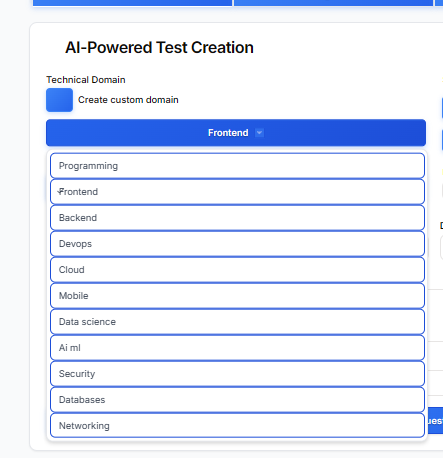 AI-Powered Test Creation
Technical Domain
Create custom domain
Frontend
Programming
Frontend
Backend
Devops
Cloud
Mobile
Data science
Ai ml
Security
Databases
Networking